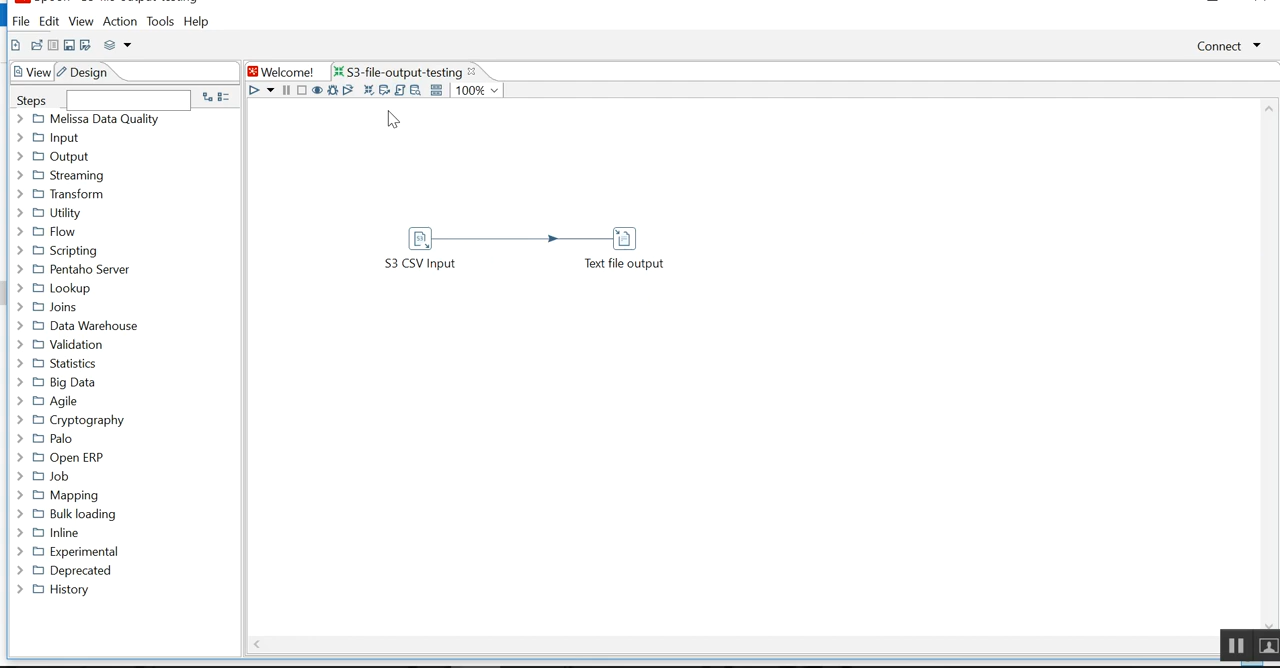 File Edit View Action Tools Help
Connect
View Design Welcome! S3-file-output-testing
100%
Steps
Melissa Data Quality
Input
Output
Streaming
Transform
Utility
Flow
Scripting
Pentaho Server
Lookup
Joins
Data Warehouse
Validation
Statistics
Big Data
Agile
Cryptography
Palo
Open ERP
Job
Mapping
Bulk loading
Inline
Experimental
Deprecated
History
S3 CSV Input
Text file output